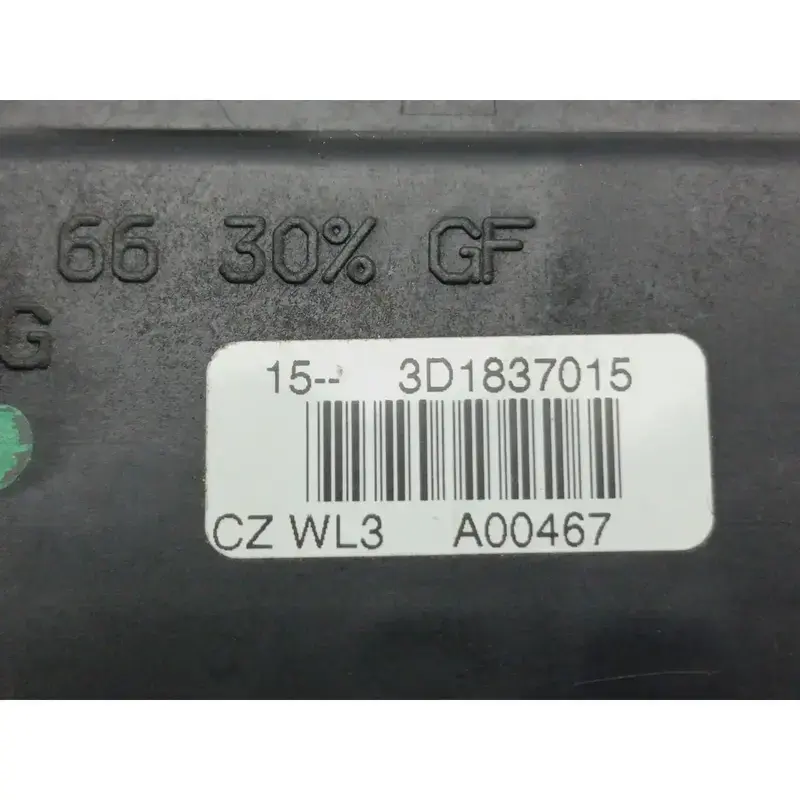 66 30% GF
G
15-- 3D1837015
CZ WL3 A00467